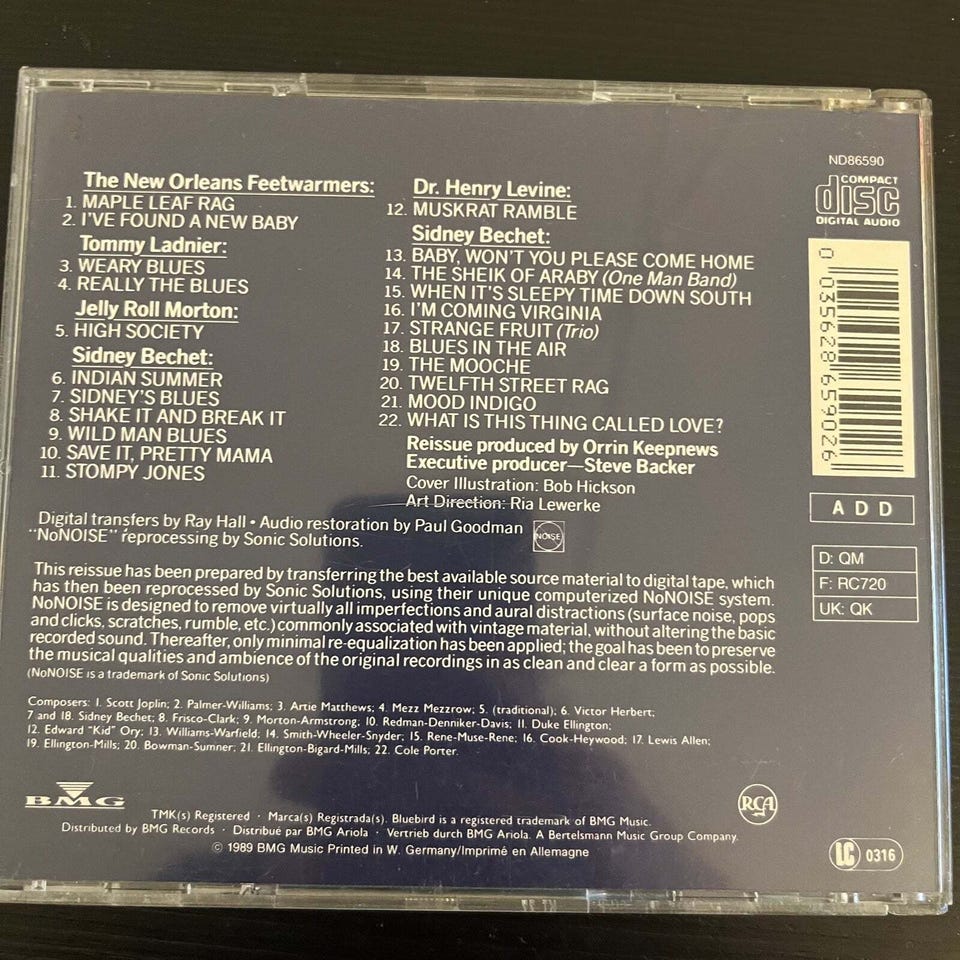 The New Orleans Feetwarmers:
1. MAPLE LEAF RAG
2. I'VE FOUND A NEW BABY
Tommy Ladnier:
3. WEARY BLUES
4. REALLY THE BLUES
Jelly Roll Morton:
5. HIGH SOCIETY
Sidney Bechet:
6. INDIAN SUMMER
7. SIDNEY'S BLUES
8. SHAKE IT AND BREAK IT
9. WILD MAN BLUES
10. SAVE IT, PRETTY MAMA
11. STOMPY JONES
Dr. Henry Levine:
12. MUSKRAT RAMBLE
Sidney Bechet:
13. BABY, WON'T YOU PLEASE COME HOME
14. THE SHEIK OF ARABY (One Man Band)
15. WHEN IT'S SLEEPY TIME DOWN SOUTH
16. I'M COMING VIRGINIA
17. STRANGE FRUIT (Trio)
18. BLUES IN THE AIR
19. THE MOOCHE
20. TWELFTH STREET RAG
21. MOOD INDIGO
22. WHAT IS THIS THING CALLED LOVE?
Reissue produced by Orrin Keepnews
Executive producer—Steve Backer
Cover Illustration: Bob Hickson
Art Direction: Ria Lewerke
ND86590
COMPACT
disc
DIGITAL AUDIO
0 035628 659026
A D D
D: QM
F: RC720
UK: QK
Digital transfers by Ray Hall • Audio restoration by Paul Goodman
"NoNOISE" reprocessing by Sonic Solutions.
NOISE
This reissue has been prepared by transferring the best available source material to digital tape, which
has then been reprocessed by Sonic Solutions, using their unique computerized NoNOISE system.
NoNOISE is designed to remove virtually all imperfections and aural distractions (surface noise, pops
and clicks, scratches, rumble, etc.) commonly associated with vintage material, without altering the basic
recorded sound. Thereafter, only minimal re-equalization has been applied; the goal has been to preserve
the musical qualities and ambience of the original recordings in as clean and clear a form as possible.
(NoNOISE is a trademark of Sonic Solutions)
Composers: 1. Scott Joplin; 2. Palmer-Williams; 3. Artie Matthews; 4. Mezz Mezzrow; 5. (traditional); 6. Victor Herbert;
7 and 18. Sidney Bechet; 8. Frisco-Clark; 9. Morton-Armstrong; 10. Redman-Denniker-Davis; 11. Duke Ellington;
12. Edward "Kid" Ory; 13. Williams-Warfield; 14. Smith-Wheeler-Snyder; 15. Rene-Muse-Rene; 16. Cook-Heywood; 17. Lewis Allen;
19. Ellington-Mills; 20. Bowman-Sumner; 21. Ellington-Bigard-Mills; 22. Cole Porter.
BMG
RCA
TMK(s) Registered · Marca(s) Registrada(s). Bluebird is a registered trademark of BMG Music.
Distributed by BMG Records · Distribué par BMG Ariola · Vertrieb durch BMG Ariola. A Bertelsmann Music Group Company.
© 1989 BMG Music Printed in W. Germany/Imprimé en Allemagne
LC 0316